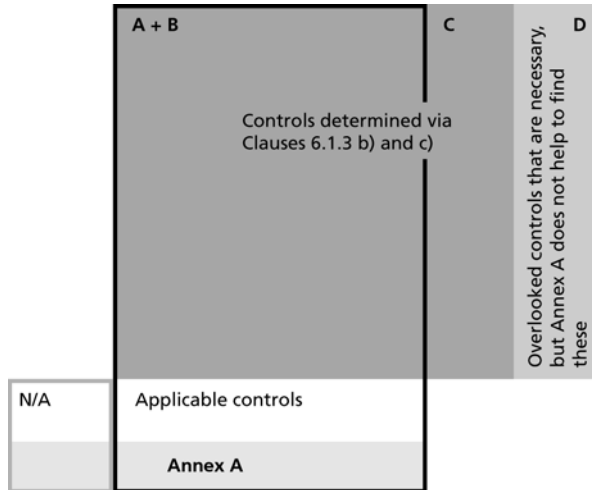 A + B
C
D
Controls determined via
Clauses 6.1.3 b) and c)
Overlooked controls that are necessary,
but Annex A does not help to find
these
N/A
Applicable controls
Annex A